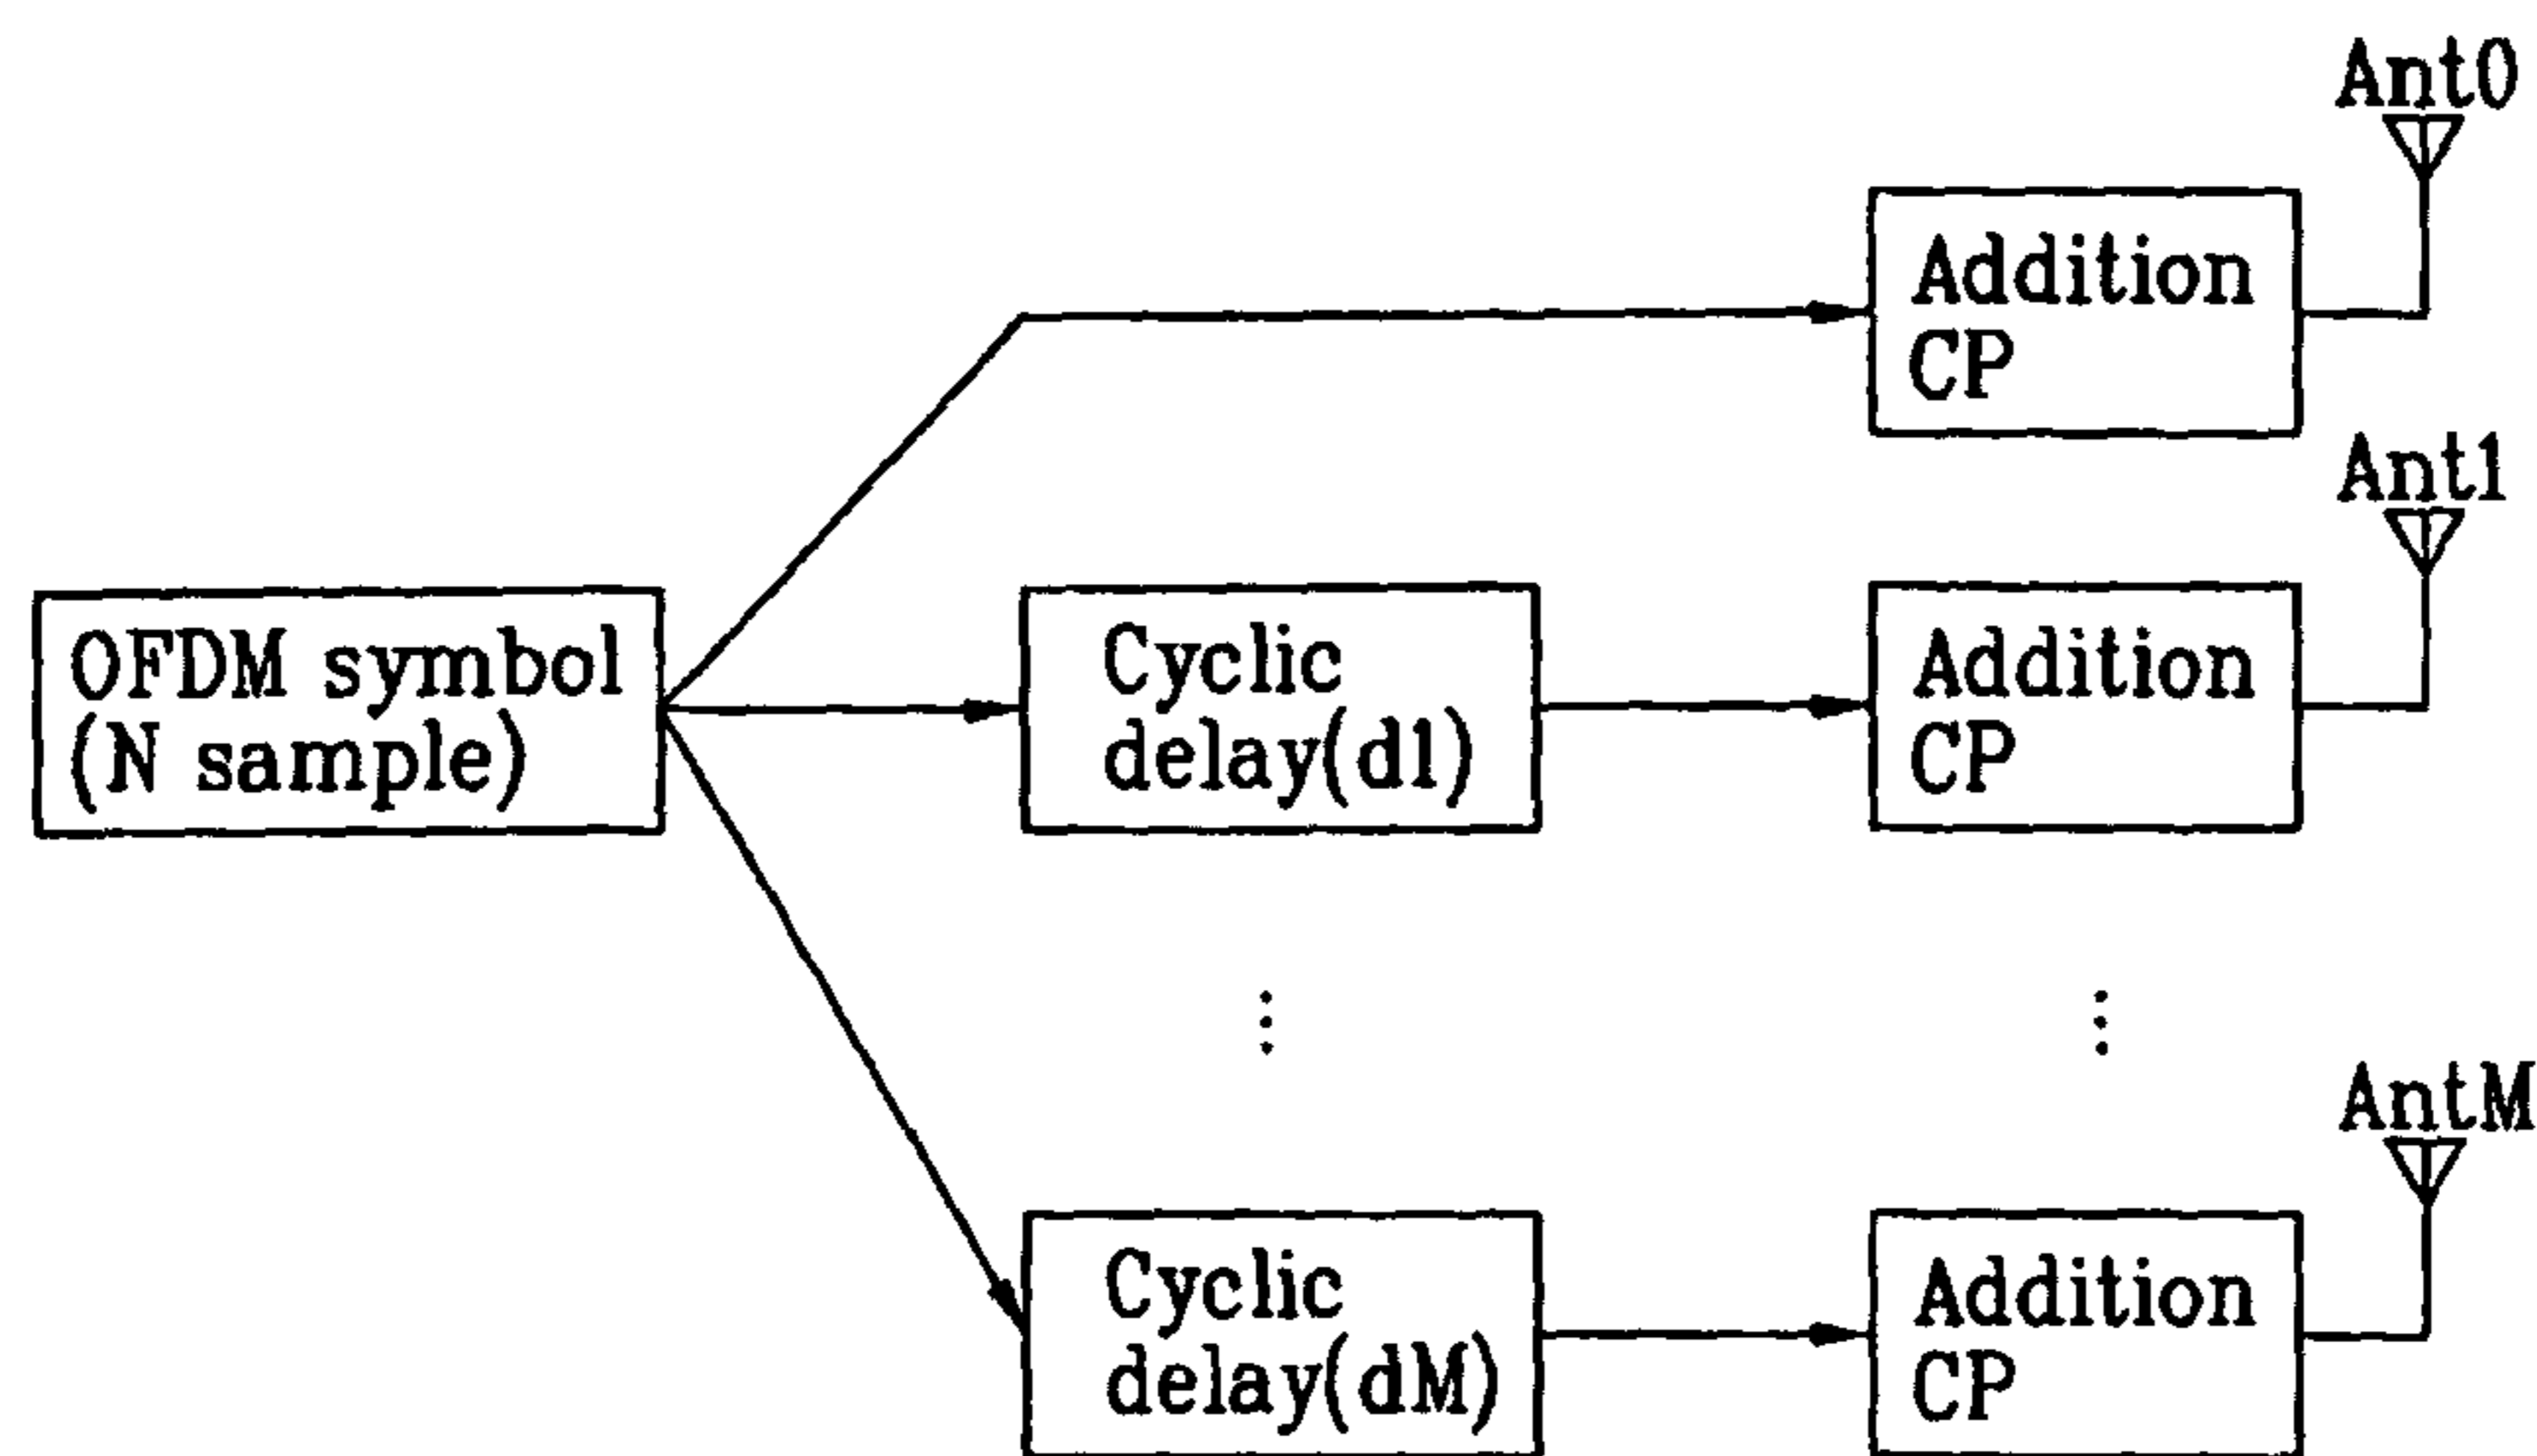 Ant0
Addition
CP
Ant1
OFDM symbol
(N sample)
Cyclic
delay(d1)
Addition
CP
⋮
⋮
AntM
Cyclic
delay(dM)
Addition
CP